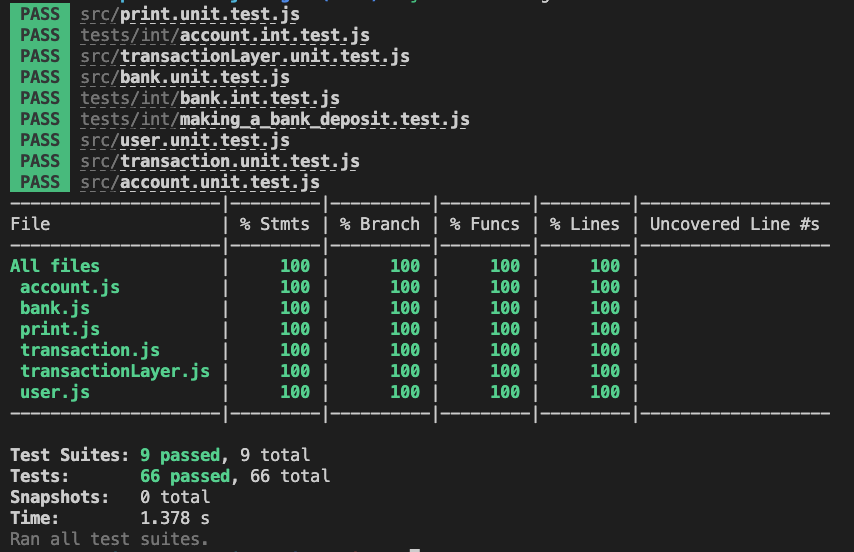 PASS src/print.unit.test.js
PASS tests/int/account.int.test.js
PASS src/transactionLayer.unit.test.js
PASS src/bank.unit.test.js
PASS tests/int/bank.int.test.js
PASS tests/int/making_a_bank_deposit.test.js
PASS src/user.unit.test.js
PASS src/transaction.unit.test.js
PASS src/account.unit.test.js
File | % Stmts | % Branch | % Funcs | % Lines | Uncovered Line #s
All files | 100 | 100 | 100 | 100 |
account.js | 100 | 100 | 100 | 100 |
bank.js | 100 | 100 | 100 | 100 |
print.js | 100 | 100 | 100 | 100 |
transaction.js | 100 | 100 | 100 | 100 |
transactionLayer.js | 100 | 100 | 100 | 100 |
user.js | 100 | 100 | 100 | 100 |
Test Suites: 9 passed, 9 total
Tests: 66 passed, 66 total
Snapshots: 0 total
Time: 1.378 s
Ran all test suites.